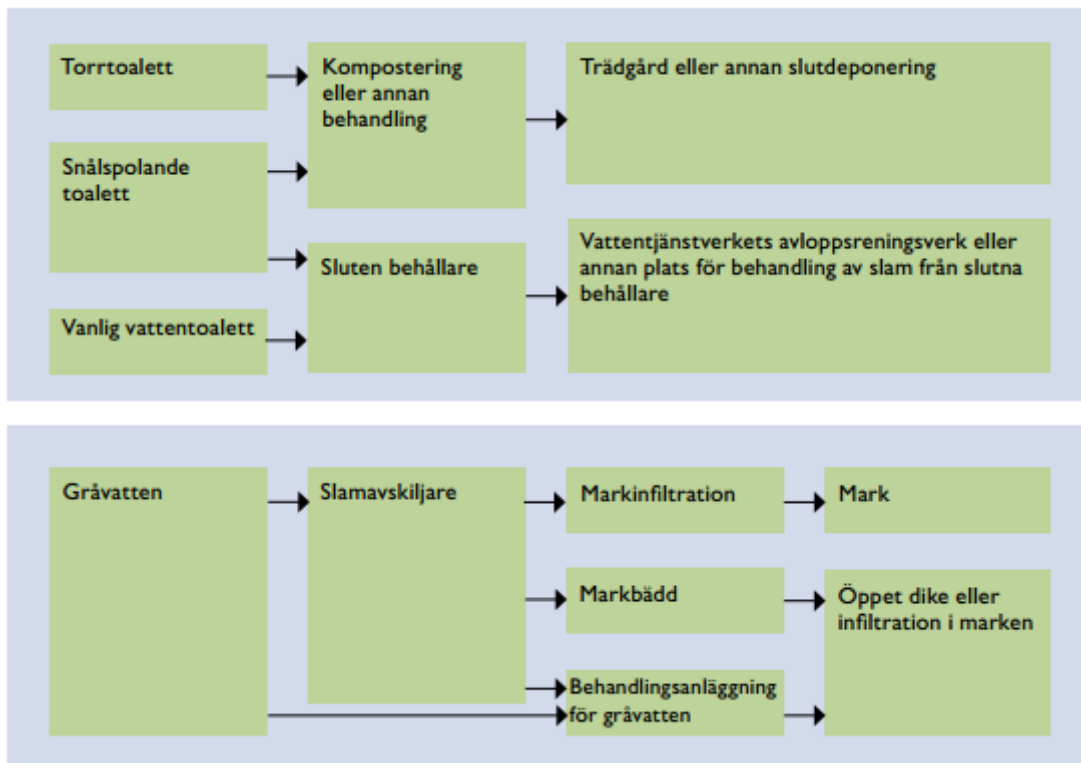 Torrtoalett
Kompostering
eller annan
behandling
Trädgård eller annan slutdeponering
Snålspolande
toalett
Sluten behållare
Vattentjänstverkets avloppsreningsverk eller
annan plats för behandling av slam från slutna
behållare
Vanlig vattentoalett
Gråvatten
Slamavskiljare
Markinfiltration
Mark
Markbädd
Öppet dike eller
infiltration i marken
Behandlingsanläggning
för gråvatten